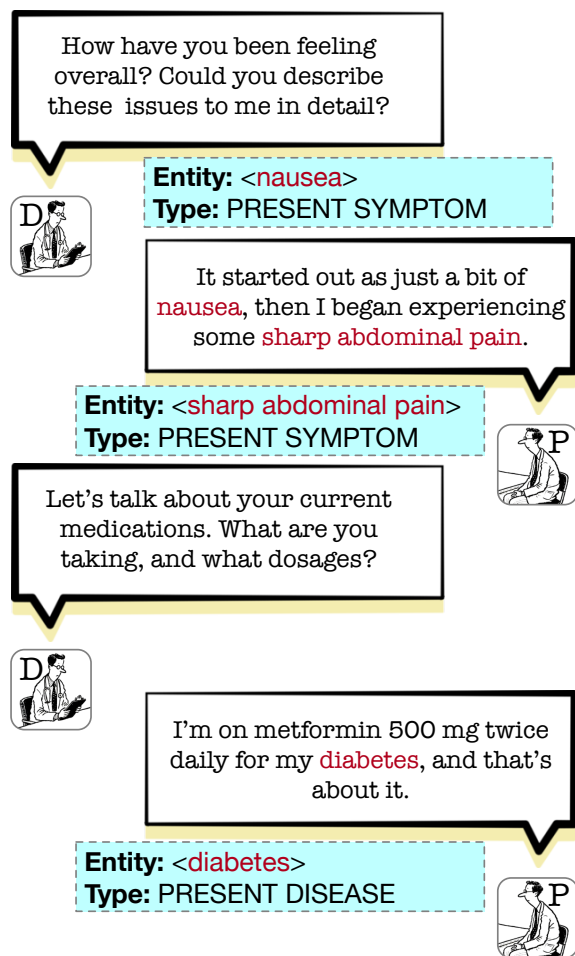 How have you been feeling
overall? Could you describe
these issues to me in detail?
Entity: <nausea>
Type: PRESENT SYMPTOM
D
It started out as just a bit of
nausea, then I began experiencing
some sharp abdominal pain.
Entity: <sharp abdominal pain>
Type: PRESENT SYMPTOM
P
Let's talk about your current
medications. What are you
taking, and what dosages?
D
I'm on metformin 500 mg twice
daily for my diabetes, and that's
about it.
Entity: <diabetes>
Type: PRESENT DISEASE
P